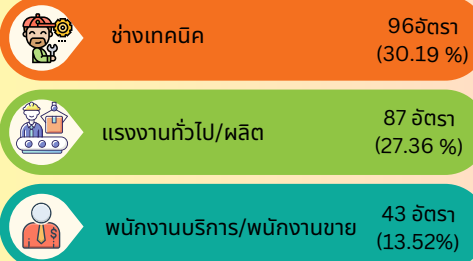 ช่างเทคนิค
96อัตรา
(30.19 %)
แรงงานทั่วไป/ผลิต
87 อัตรา
(27.36 %)
พนักงานบริการ/พนักงานขาย
43 อัตรา
(13.52%)